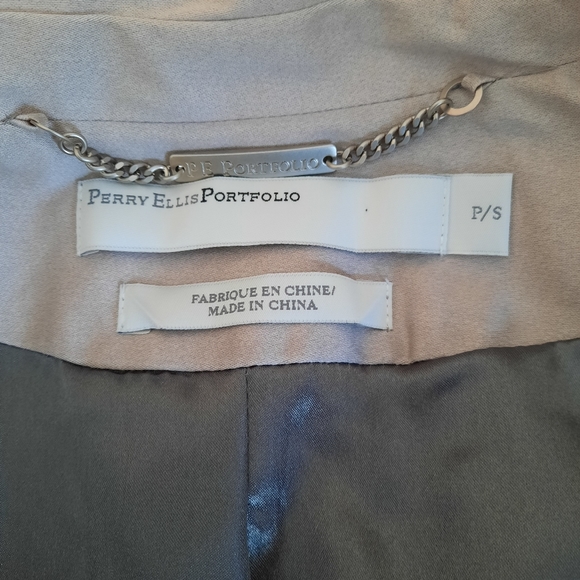 P.E. PORTFOLIO
PERRY ELLIS PORTFOLIO
P/S
FABRIQUE EN CHINE/
MADE IN CHINA